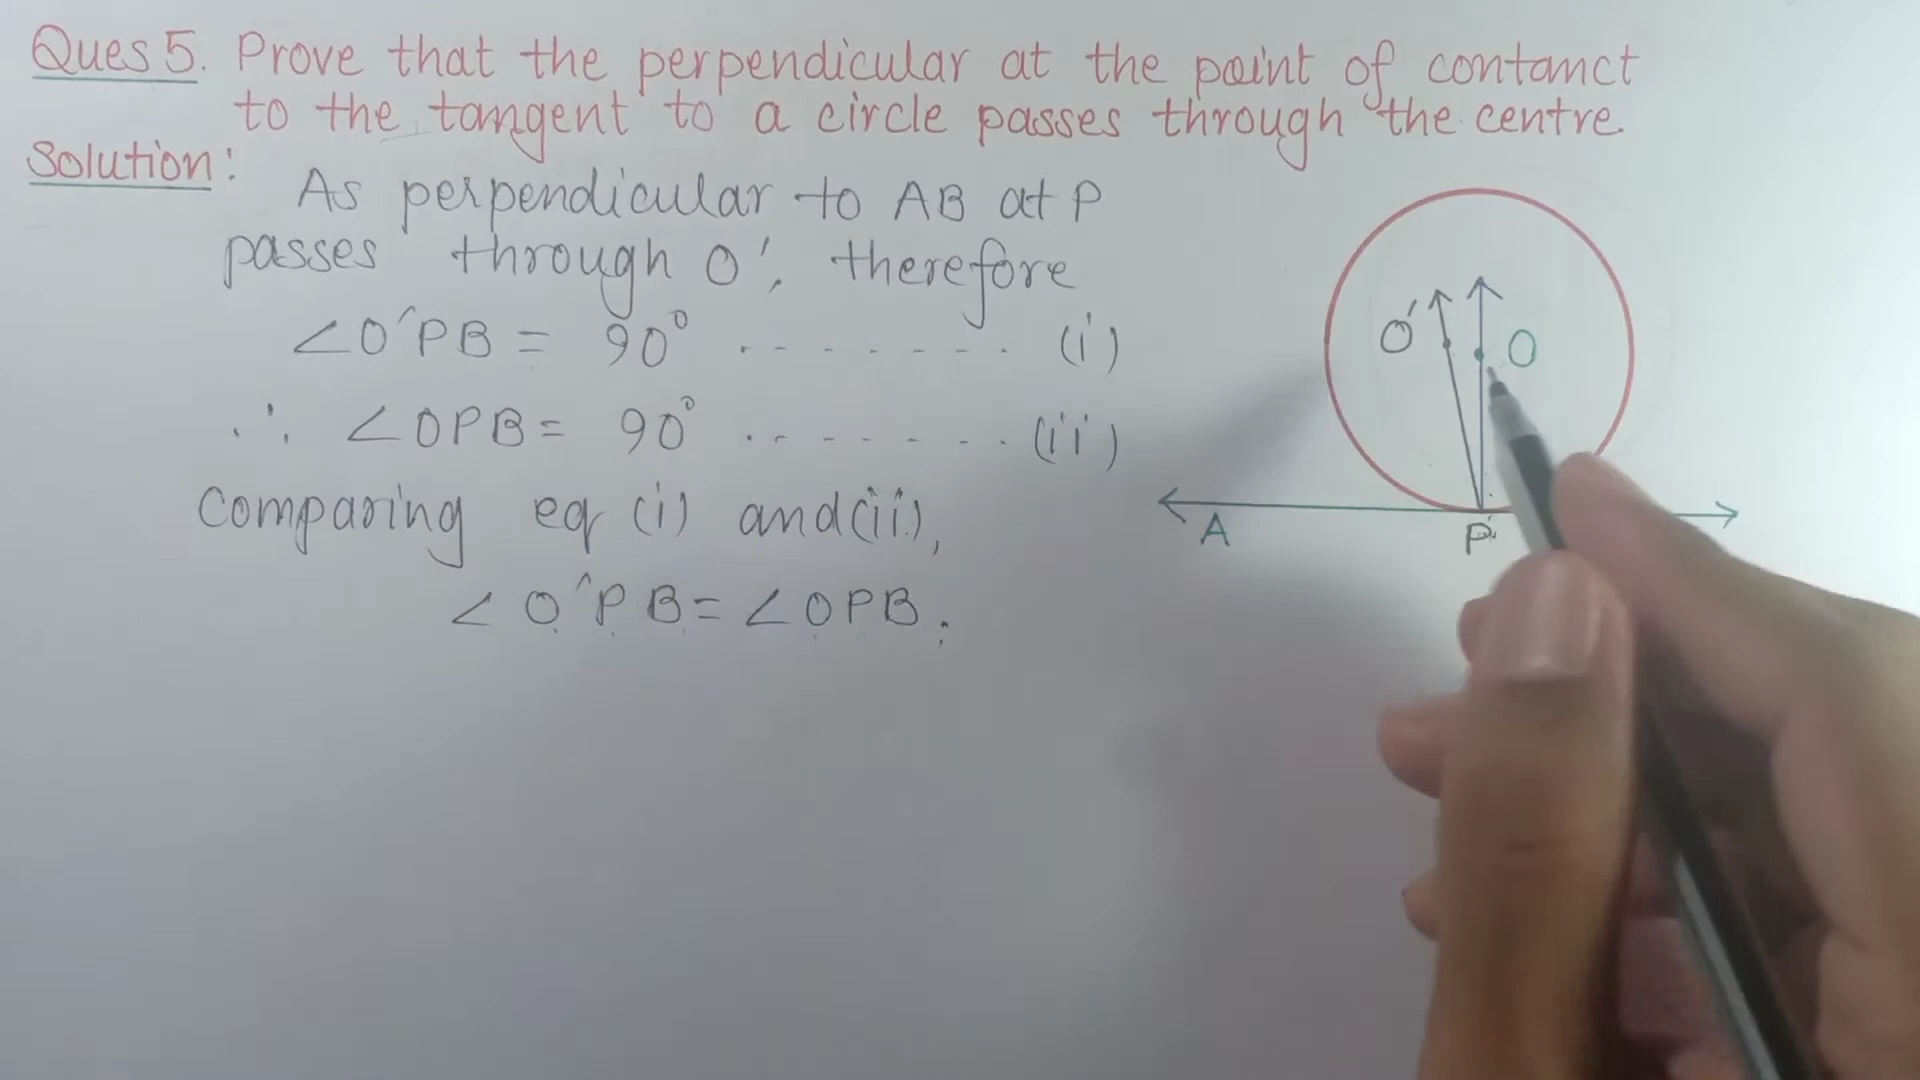 Ques 5. Prove that the perpendicular at the point of contanct
to the tangent to a circle passes through the centre.
Solution:
As perpendicular to AB at P
passes through O', therefore
∠O'PB = 90° ........ (i)
∴ ∠OPB = 90° ........ (ii)
Comparing eq (i) and (ii),
∠O'PB = ∠OPB.
O' O
A P